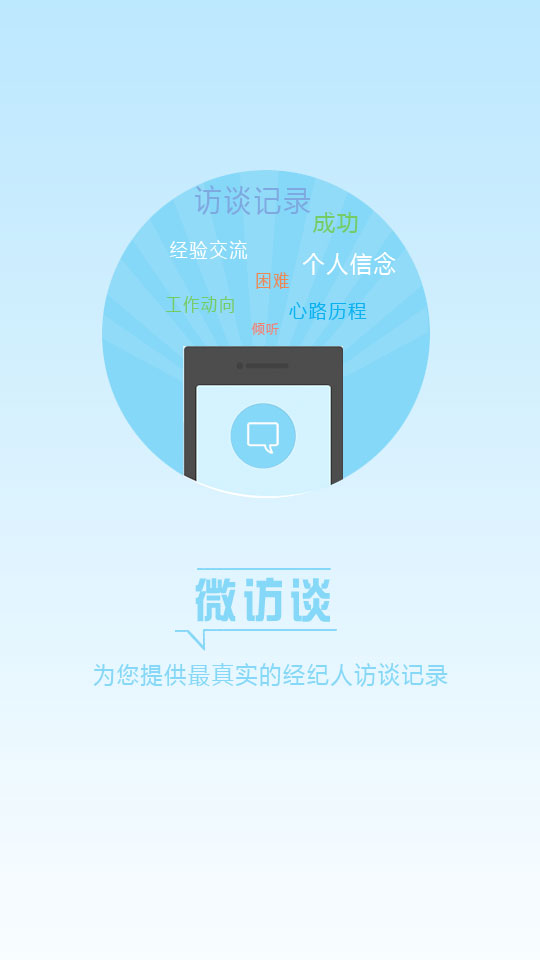 访谈记录
成功
经验交流
个人信念
困难
工作动向
心路历程
倾听
微访谈
为您提供最真实的经纪人访谈记录